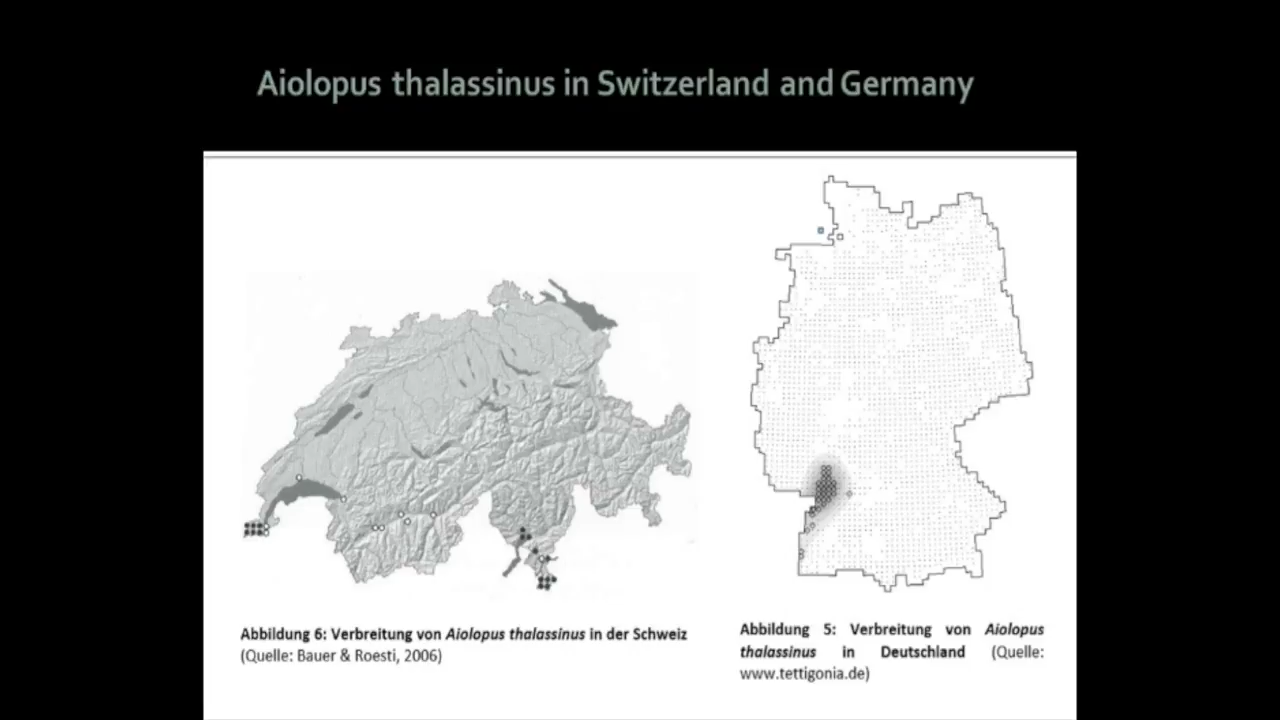 Aiolopus thalassinus in Switzerland and Germany
Abbildung 6: Verbreitung von Aiolopus thalassinus in der Schweiz
(Quelle: Bauer & Roesti, 2006)
Abbildung 5: Verbreitung von Aiolopus
thalassinus in Deutschland (Quelle:
www.tettigonia.de)